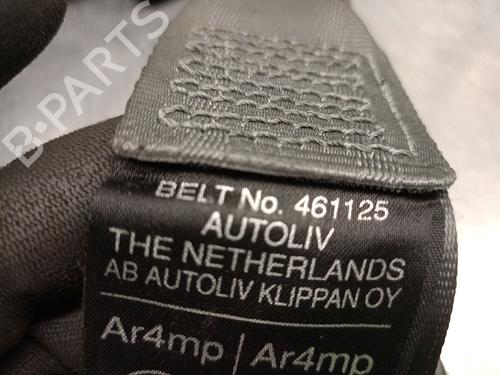 B-PARTS
BELT No. 461125
AUTOLIV
THE NETHERLANDS
AB AUTOLIV KLIPPAN OY
Ar4mp | Ar4mp